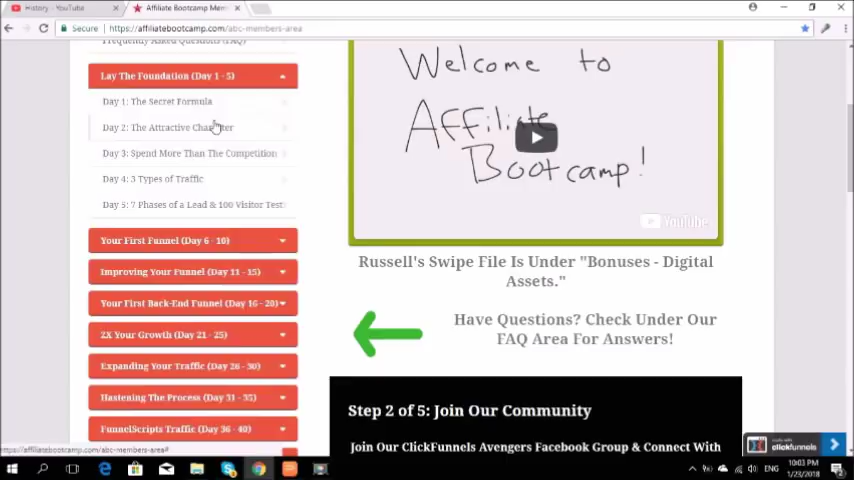 History - YouTube
Affiliate Bootcamp Mem
Secure
https://affiliatebootcamp.com/abc-members-area
Frequently Asked Questions (FAQ)
Lay The Foundation (Day 1 - 5)
Day 1: The Secret Formula
Day 2: The Attractive Character
Day 3: Spend More Than The Competition
Day 4: 3 Types of Traffic
Day 5: 7 Phases of a Lead & 100 Visitor Test
Your First Funnel (Day 6 - 10)
Improving Your Funnel (Day 11 - 15)
Your First Back-End Funnel (Day 16 - 20)
2X Your Growth (Day 21 - 25)
Expanding Your Traffic (Day 26 - 30)
Hastening The Process (Day 31 - 35)
FunnelScripts Traffic (Day 36 - 40)
Welcome to
Affiliate
Bootcamp!
YouTube
Russell's Swipe File Is Under "Bonuses - Digital
Assets."
Have Questions? Check Under Our
FAQ Area For Answers!
Step 2 of 5: Join Our Community
Join Our ClickFunnels Avengers Facebook Group & Connect With
clickfunnels
https://affiliatebootcamp.com/abc-members-area#
ENG
10:03 PM
1/23/2018